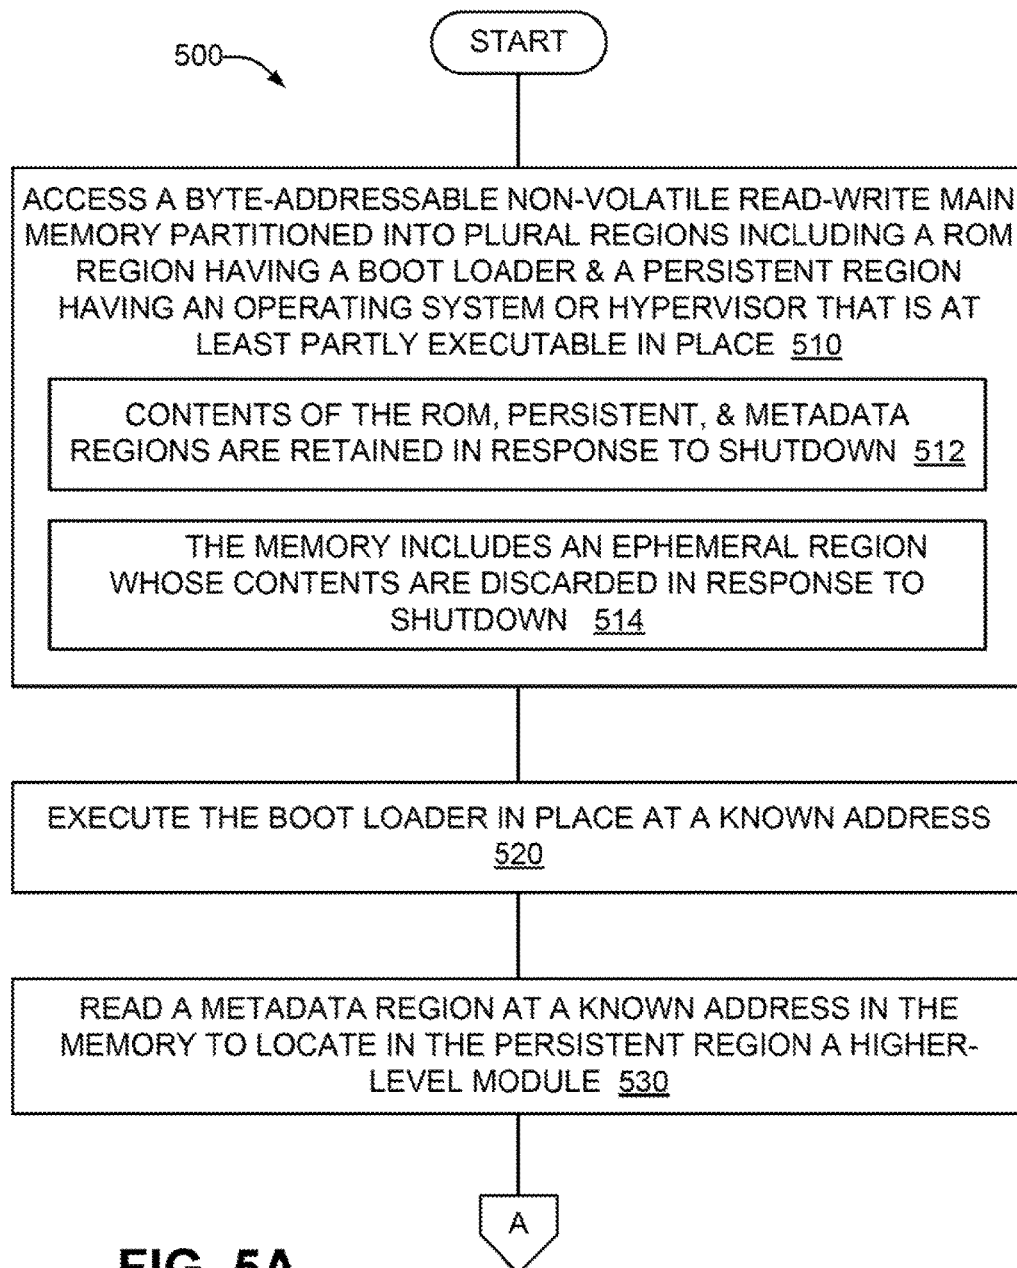 START
500
ACCESS A BYTE-ADDRESSABLE NON-VOLATILE READ-WRITE MAIN
MEMORY PARTITIONED INTO PLURAL REGIONS INCLUDING A ROM
REGION HAVING A BOOT LOADER & A PERSISTENT REGION
HAVING AN OPERATING SYSTEM OR HYPERVISOR THAT IS AT
LEAST PARTLY EXECUTABLE IN PLACE 510
CONTENTS OF THE ROM, PERSISTENT, & METADATA
REGIONS ARE RETAINED IN RESPONSE TO SHUTDOWN 512
THE MEMORY INCLUDES AN EPHEMERAL REGION
WHOSE CONTENTS ARE DISCARDED IN RESPONSE TO
SHUTDOWN 514
EXECUTE THE BOOT LOADER IN PLACE AT A KNOWN ADDRESS
520
READ A METADATA REGION AT A KNOWN ADDRESS IN THE
MEMORY TO LOCATE IN THE PERSISTENT REGION A HIGHER-
LEVEL MODULE 530
A
FIG. 5A